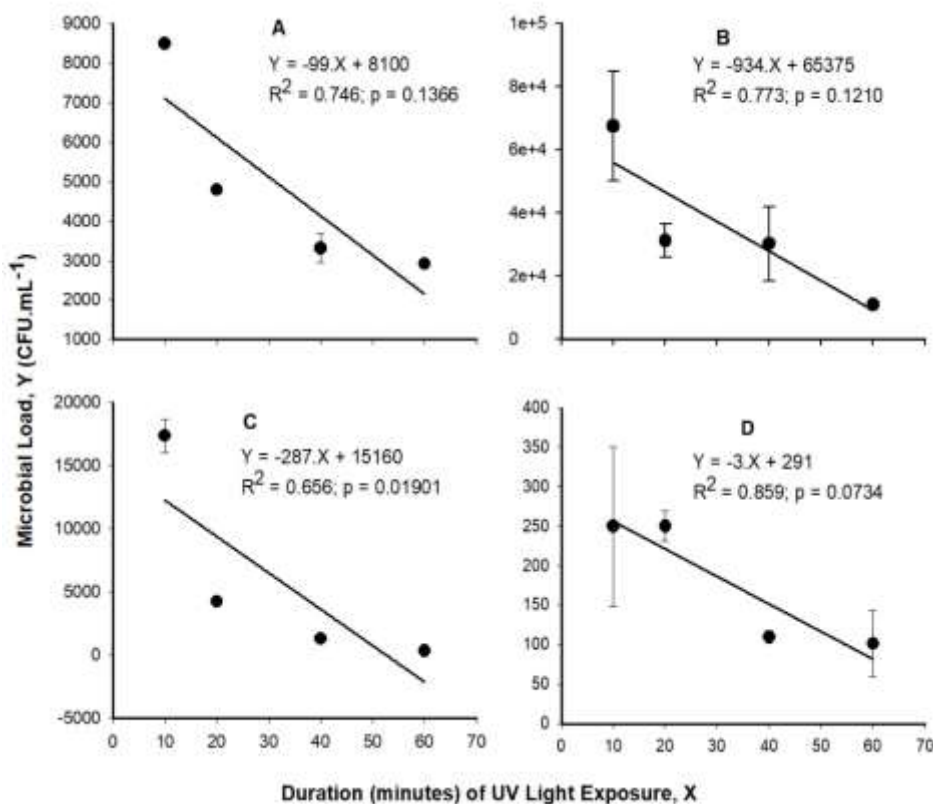 Microbial Load, Y (CFU.mL-1)
A
Y = -99.X + 8100
R2 = 0.746; p = 0.1366
9000
8000
7000
6000
5000
4000
3000
2000
1000
B
Y = -934.X + 65375
R2 = 0.773; p = 0.1210
1e+5
8e+4
6e+4
4e+4
2e+4
0
C
Y = -287.X + 15160
R2 = 0.656; p = 0.01901
20000
15000
10000
5000
0
-5000
0 10 20 30 40 50 60 70
D
Y = -3.X + 291
R2 = 0.859; p = 0.0734
400
350
300
250
200
150
100
50
0
0 10 20 30 40 50 60 70
Duration (minutes) of UV Light Exposure, X